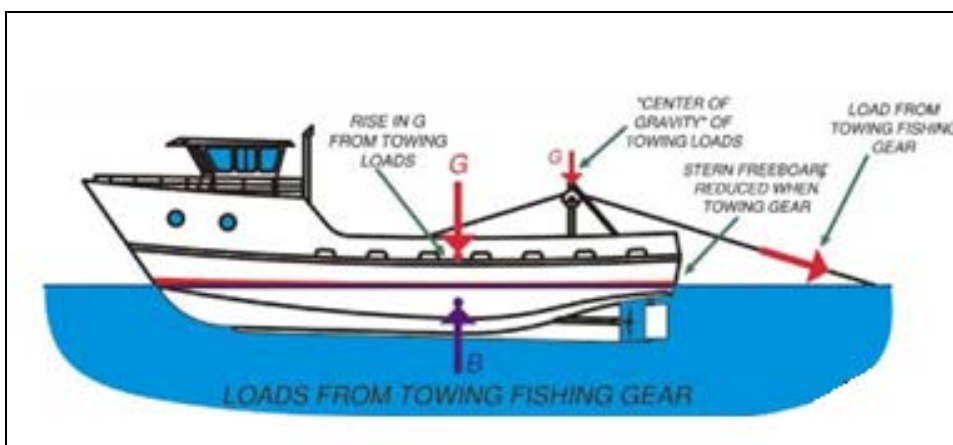 "CENTER OF
GRAVITY" OF
TOWING LOADS
LOAD FROM
TOWING FISHING
GEAR
RISE IN G
FROM TOWING
LOADS
G
G
STERN FREEBOARD
REDUCED WHEN
TOWING GEAR
B
LOADS FROM TOWING FISHING GEAR